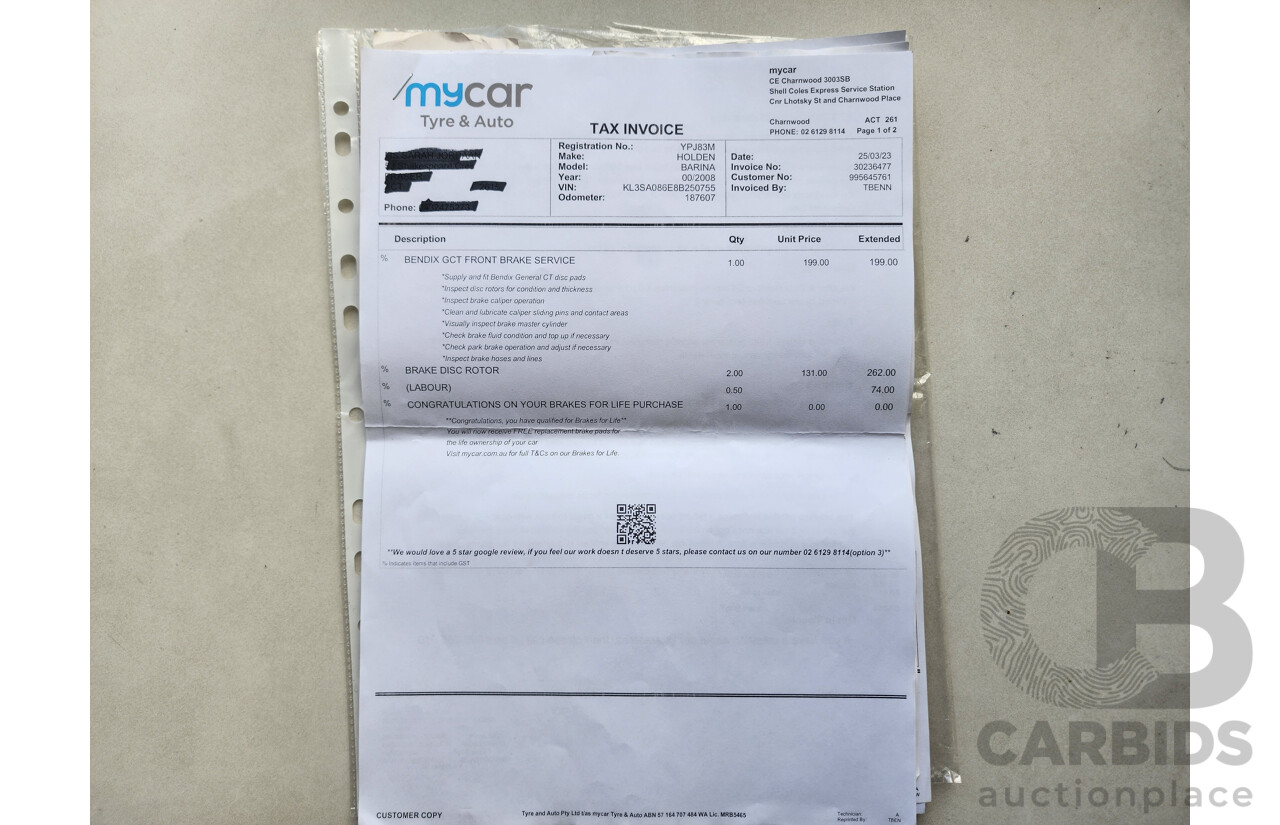 mycar
Tyre & Auto
TAX INVOICE
mycar
CE Charnwood 3003SB
Shell Coles Express Service Station
Cnr Lhotsky St and Charnwood Place
Charnwood ACT 261
PHONE: 02 6129 8114 Page 1 of 2
Phone:
Registration No.: YPJ83M
Make: HOLDEN
Model: BARINA
Year: 00/2008
VIN: KL3SA086E8B250755
Odometer: 187607
Date: 25/03/23
Invoice No: 30236477
Customer No: 995645761
Invoiced By: TBENN
Description Qty Unit Price Extended
% BENDIX GCT FRONT BRAKE SERVICE 1.00 199.00 199.00
*Supply and fit Bendix General CT disc pads
*Inspect disc rotors for condition and thickness
*Inspect brake caliper operation
*Clean and lubricate caliper sliding pins and contact areas
*Visually inspect brake master cylinder
*Check brake fluid condition and top up if necessary
*Check park brake operation and adjust if necessary
*Inspect brake hoses and lines
% BRAKE DISC ROTOR 2.00 131.00 262.00
% (LABOUR) 0.50 74.00
% CONGRATULATIONS ON YOUR BRAKES FOR LIFE PURCHASE 1.00 0.00 0.00
**Congratulations, you have qualified for Brakes for Life**
You will now receive FREE replacement brake pads for
the life ownership of your car
Visit mycar.com.au for full T&Cs on our Brakes for Life.
**We would love a 5 star google review, if you feel our work doesn t deserve 5 stars, please contact us on our number 02 6129 8114(option 3)**
% Indicates items that include GST
CUSTOMER COPY
Tyre and Auto Pty Ltd t/as mycar Tyre & Auto ABN 57 164 707 484 WA Lic. MRB5465
Technician: A
Reprinted By: TBEN
CB
CARBIDS
auctionplace